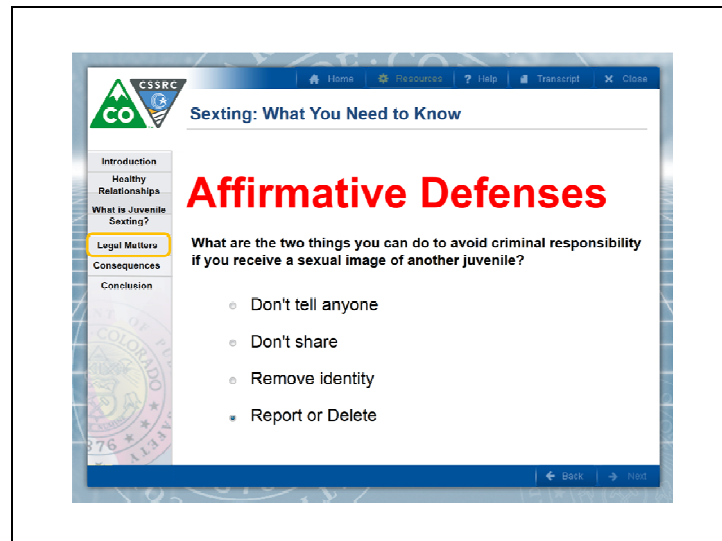 CSSRC
CO
Home
Resources
? Help
Transcript
Close
Sexting: What You Need to Know
Introduction
Healthy
Relationships
What is Juvenile
Sexting?
Legal Matters
Consequences
Conclusion
Affirmative Defenses
What are the two things you can do to avoid criminal responsibility
if you receive a sexual image of another juvenile?
Don't tell anyone
Don't share
Remove identity
Report or Delete
COLORADO
1876
Back
Next